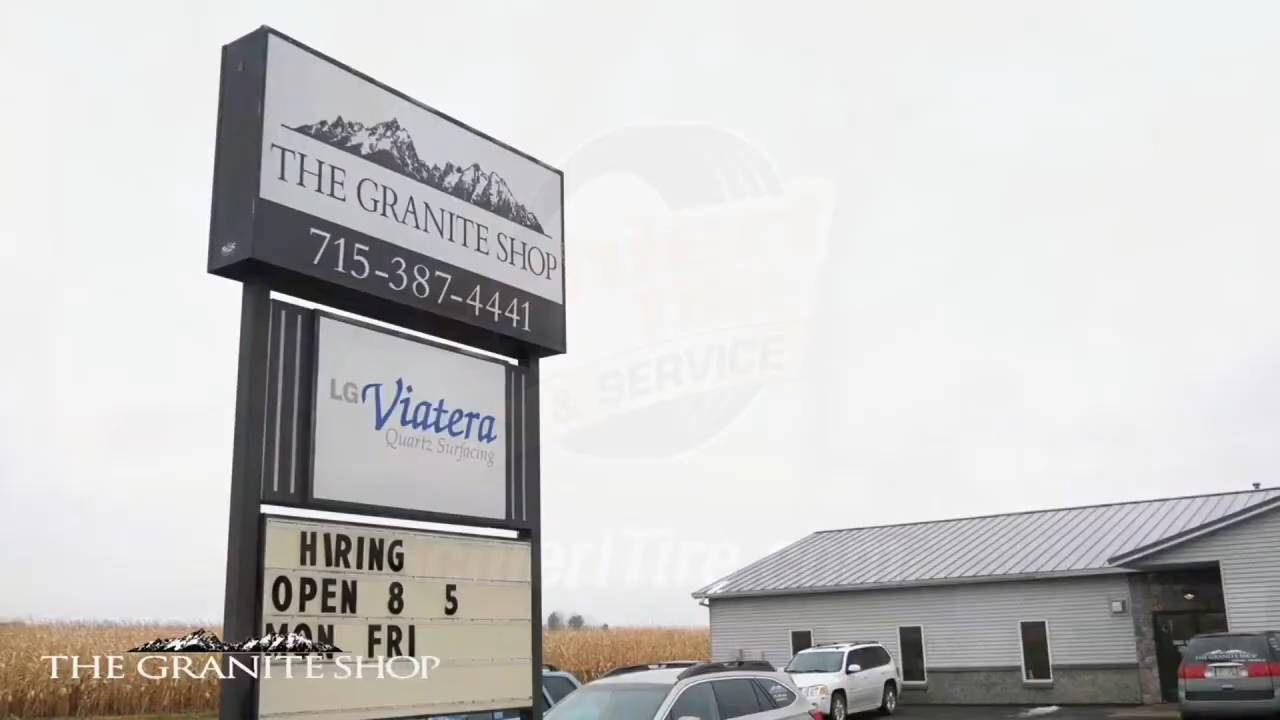 THE GRANITE SHOP
715-387-4441
LG Viatera
Quartz Surfacing
HIRING
OPEN 8 5
MON FRI
THE GRANITE SHOP
& SERVICE